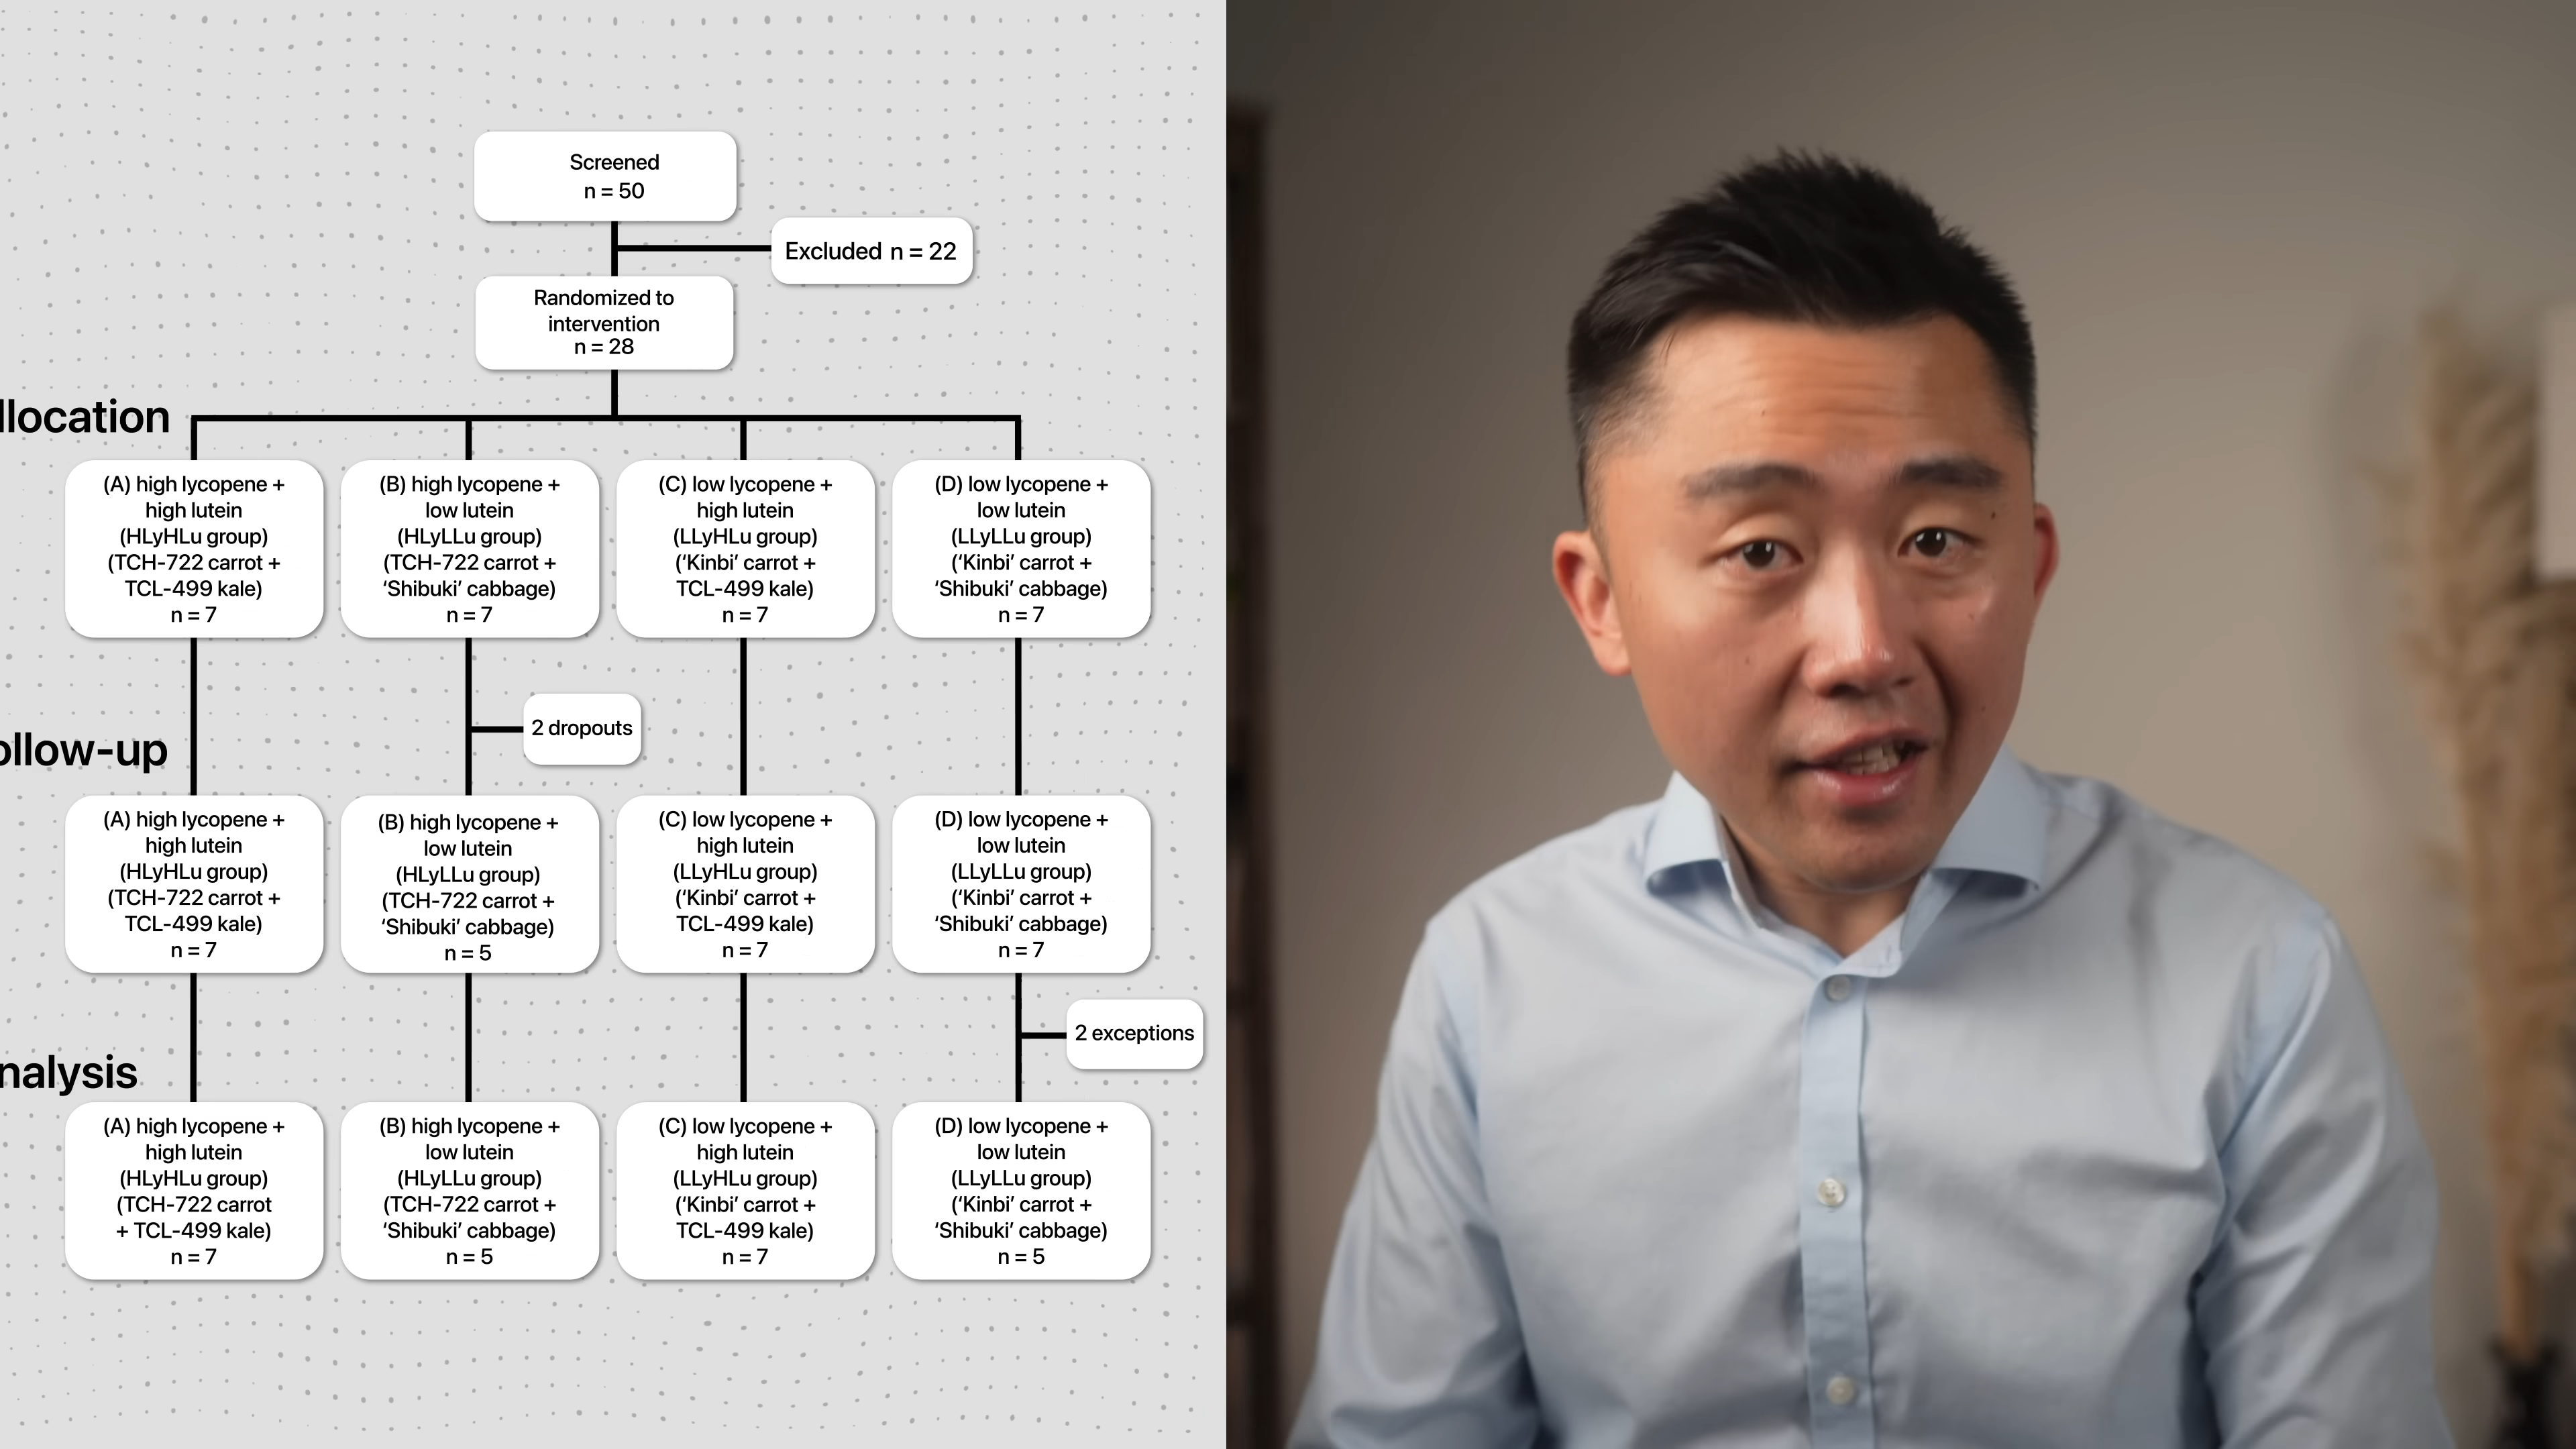 Screened
n = 50
Excluded n = 22
Randomized to
intervention
n = 28
llocation
(A) high lycopene +
high lutein
(HLyHLu group)
(TCH-722 carrot +
TCL-499 kale)
n = 7
(B) high lycopene +
low lutein
(HLyLLu group)
(TCH-722 carrot +
‘Shibuki’ cabbage)
n = 7
(C) low lycopene +
high lutein
(LLyHLu group)
(‘Kinbi’ carrot +
TCL-499 kale)
n = 7
(D) low lycopene +
low lutein
(LLyLLu group)
(‘Kinbi’ carrot +
‘Shibuki’ cabbage)
n = 7
2 dropouts
ollow-up
(A) high lycopene +
high lutein
(HLyHLu group)
(TCH-722 carrot +
TCL-499 kale)
n = 7
(B) high lycopene +
low lutein
(HLyLLu group)
(TCH-722 carrot +
‘Shibuki’ cabbage)
n = 5
(C) low lycopene +
high lutein
(LLyHLu group)
(‘Kinbi’ carrot +
TCL-499 kale)
n = 7
(D) low lycopene +
low lutein
(LLyLLu group)
(‘Kinbi’ carrot +
‘Shibuki’ cabbage)
n = 7
2 exceptions
nalysis
(A) high lycopene +
high lutein
(HLyHLu group)
(TCH-722 carrot
+ TCL-499 kale)
n = 7
(B) high lycopene +
low lutein
(HLyLLu group)
(TCH-722 carrot +
‘Shibuki’ cabbage)
n = 5
(C) low lycopene +
high lutein
(LLyHLu group)
(‘Kinbi’ carrot +
TCL-499 kale)
n = 7
(D) low lycopene +
low lutein
(LLyLLu group)
(‘Kinbi’ carrot +
‘Shibuki’ cabbage)
n = 5